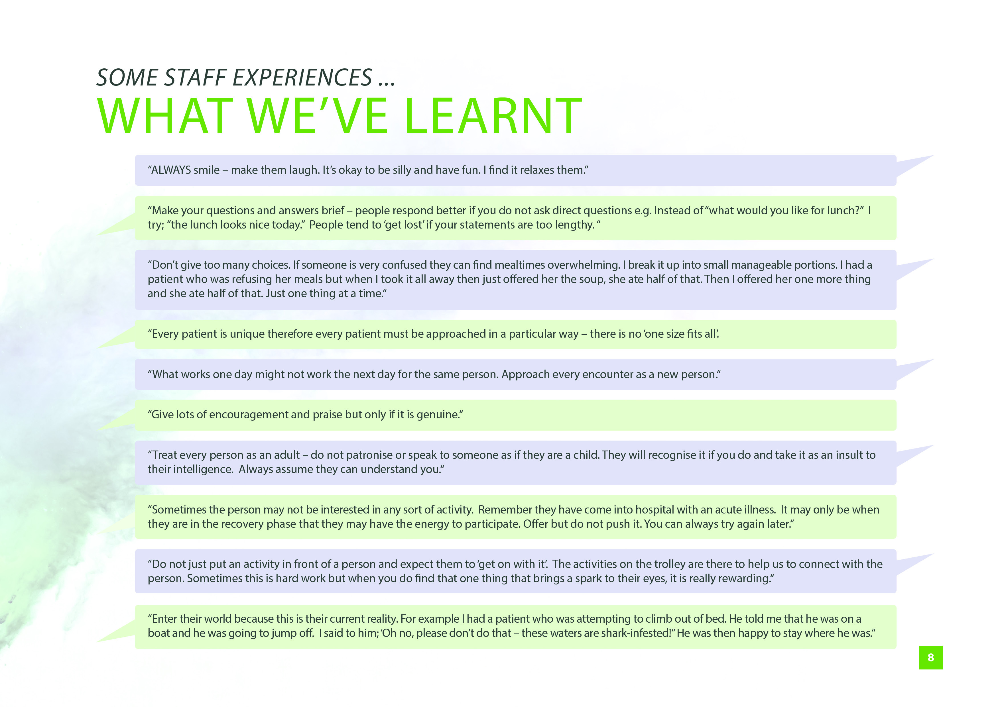 SOME STAFF EXPERIENCES ...
WHAT WE’VE LEARNT
“ALWAYS smile – make them laugh. It’s okay to be silly and have fun. I find it relaxes them.”
“Make your questions and answers brief – people respond better if you do not ask direct questions e.g. Instead of “what would you like for lunch?” I
try; “the lunch looks nice today.” People tend to ‘get lost’ if your statements are too lengthy. “
“Don’t give too many choices. If someone is very confused they can find mealtimes overwhelming. I break it up into small manageable portions. I had a
patient who was refusing her meals but when I took it all away then just offered her the soup, she ate half of that. Then I offered her one more thing
and she ate half of that. Just one thing at a time.“
“Every patient is unique therefore every patient must be approached in a particular way – there is no ‘one size fits all’.
“What works one day might not work the next day for the same person. Approach every encounter as a new person.“
“Give lots of encouragement and praise but only if it is genuine.“
“Treat every person as an adult – do not patronise or speak to someone as if they are a child. They will recognise it if you do and take it as an insult to
their intelligence. Always assume they can understand you.“
“Sometimes the person may not be interested in any sort of activity. Remember they have come into hospital with an acute illness. It may only be when
they are in the recovery phase that they may have the energy to participate. Offer but do not push it. You can always try again later.“
“Do not just put an activity in front of a person and expect them to ‘get on with it’. The activities on the trolley are there to help us to connect with the
person. Sometimes this is hard work but when you do find that one thing that brings a spark to their eyes, it is really rewarding.“
“Enter their world because this is their current reality. For example I had a patient who was attempting to climb out of bed. He told me that he was on a
boat and he was going to jump off. I said to him; ‘Oh no, please don’t do that – these waters are shark-infested!” He was then happy to stay where he was.“
8